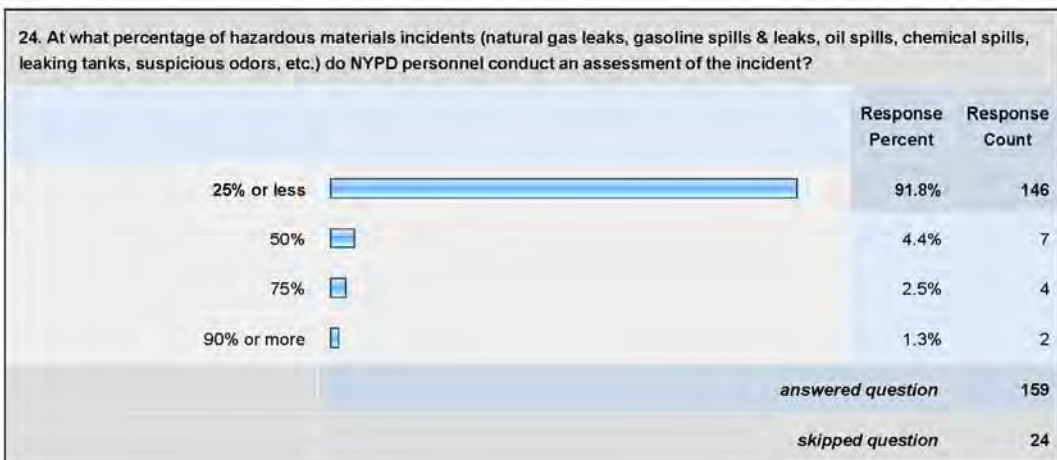 24. At what percentage of hazardous materials incidents (natural gas leaks, gasoline spills & leaks, oil spills, chemical spills,
leaking tanks, suspicious odors, etc.) do NYPD personnel conduct an assessment of the incident?
Response Percent Response Count
25% or less 91.8% 146
50% 4.4% 7
75% 2.5% 4
90% or more 1.3% 2
answered question 159
skipped question 24